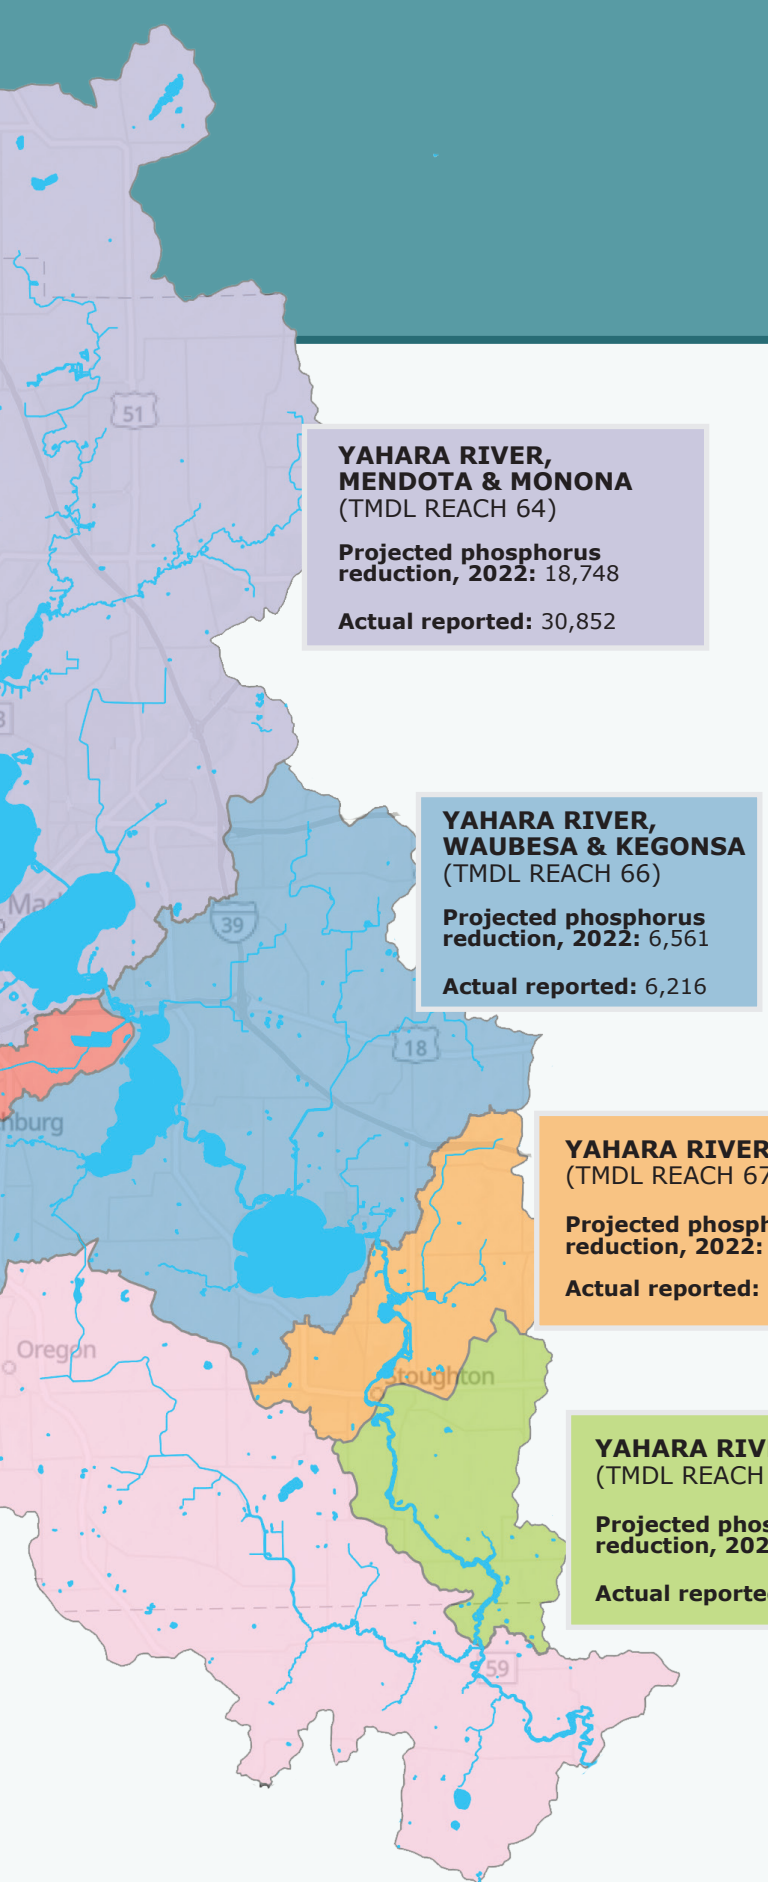 51
YAHARA RIVER,
MENDOTA & MONONA
(TMDL REACH 64)
Projected phosphorus
reduction, 2022: 18,748
Actual reported: 30,852
YAHARA RIVER,
WAUBESA & KEGONSA
(TMDL REACH 66)
Projected phosphorus
reduction, 2022: 6,561
Actual reported: 6,216
Mad
39
18
hburg
YAHARA RIVER
(TMDL REACH 67
Projected phosph
reduction, 2022:
Actual reported:
Oregon
Stoughton
YAHARA RIV
(TMDL REACH
Projected phos
reduction, 202
Actual reporte
59